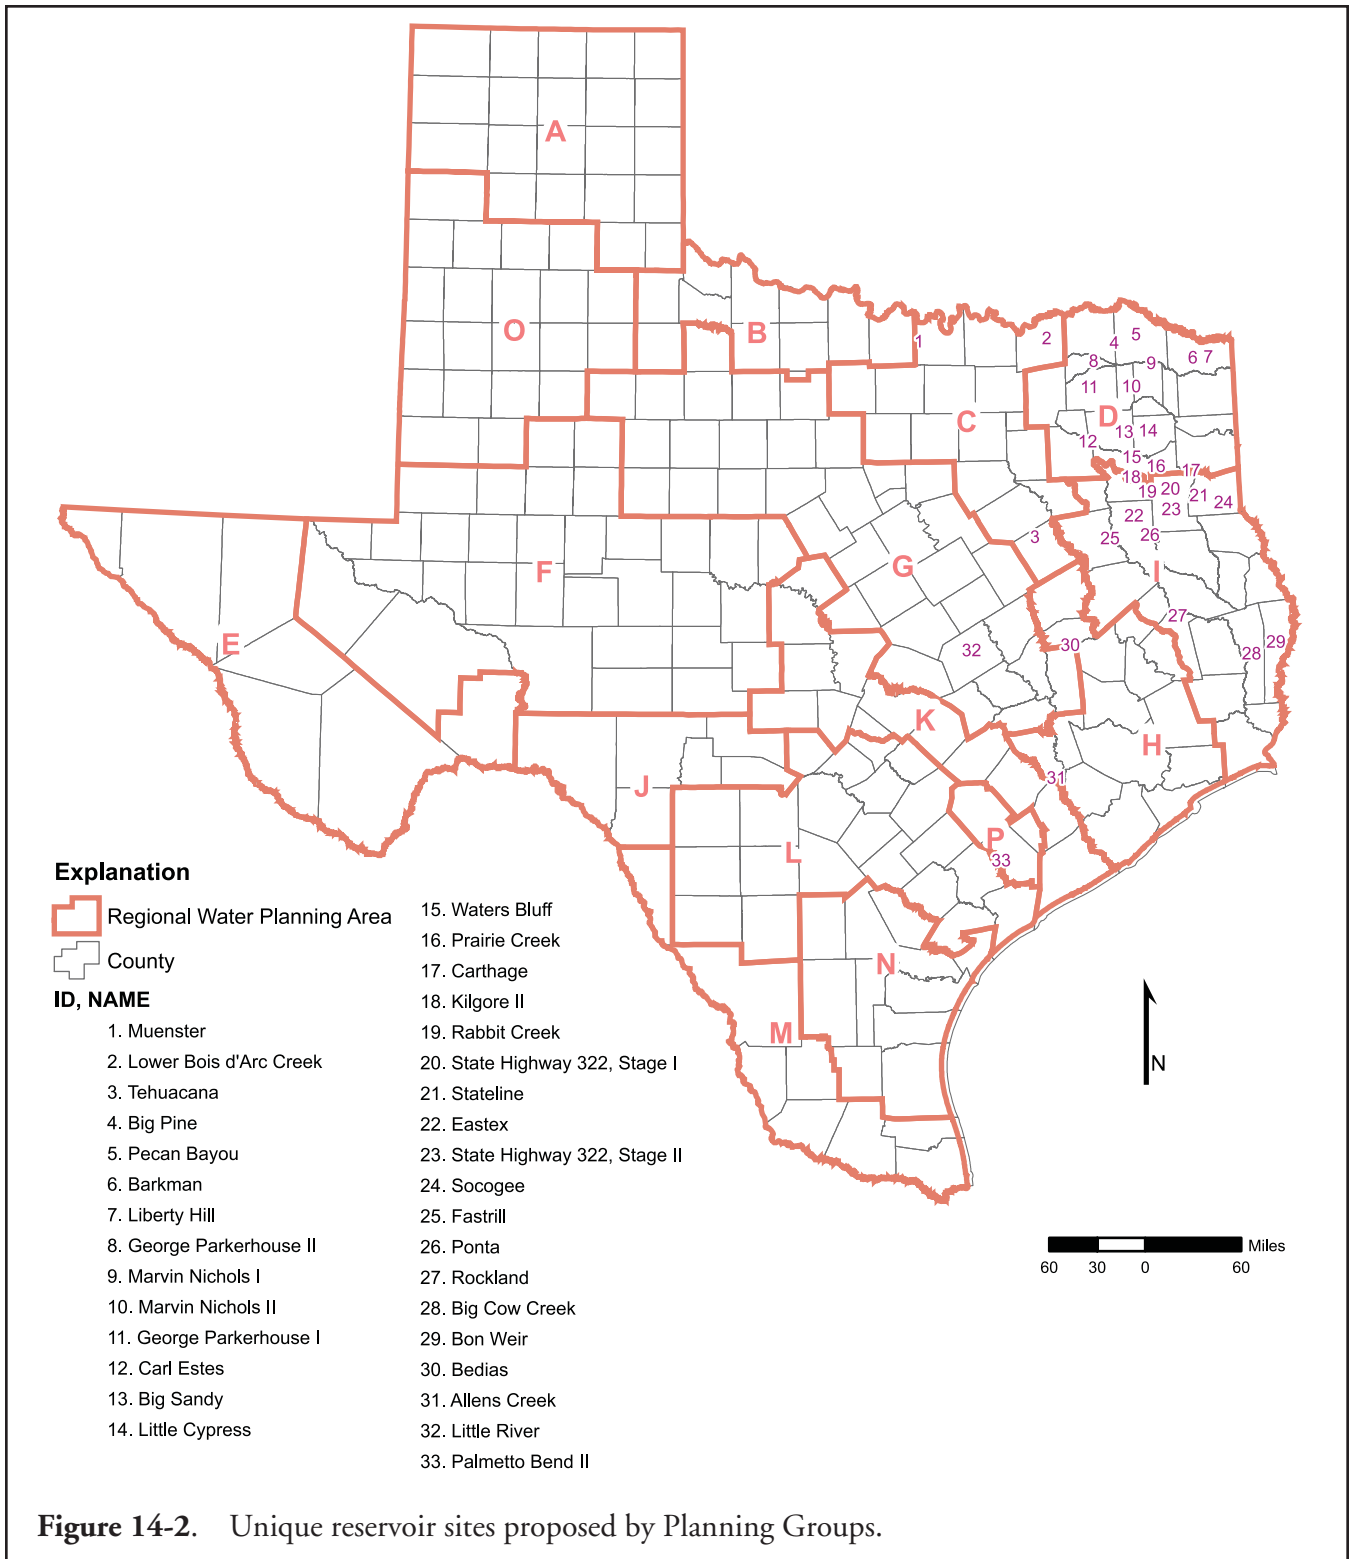 A
O
B
1
2
4
5
8
9
6 7
11
10
C
D
13
14
12
15
16
17
18
19
20
21
24
22
23
3
25
26
F
G
I
E
27
32
30
28
29
K
H
J
31
L
P
33
N
M
Explanation
Regional Water Planning Area
County
ID, NAME
1. Muenster
2. Lower Bois d'Arc Creek
3. Tehuacana
4. Big Pine
5. Pecan Bayou
6. Barkman
7. Liberty Hill
8. George Parkerhouse II
9. Marvin Nichols I
10. Marvin Nichols II
11. George Parkerhouse I
12. Carl Estes
13. Big Sandy
14. Little Cypress
15. Waters Bluff
16. Prairie Creek
17. Carthage
18. Kilgore II
19. Rabbit Creek
20. State Highway 322, Stage I
21. Stateline
22. Eastex
23. State Highway 322, Stage II
24. Socogee
25. Fastrill
26. Ponta
27. Rockland
28. Big Cow Creek
29. Bon Weir
30. Bedias
31. Allens Creek
32. Little River
33. Palmetto Bend II
N
Miles
60 30 0 60
Figure 14-2. Unique reservoir sites proposed by Planning Groups.